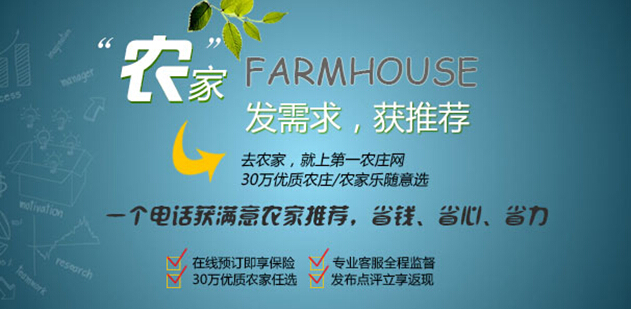 “农家” FARMHOUSE
发需求，获推荐
去农家，就上第一农庄网
30万优质农庄/农家乐随意选
一个电话获满意农家推荐，省钱、省心、省力
在线预订即享保险 专业客服全程监督
30万优质农家任选 发布点评立享返现
motivation
research